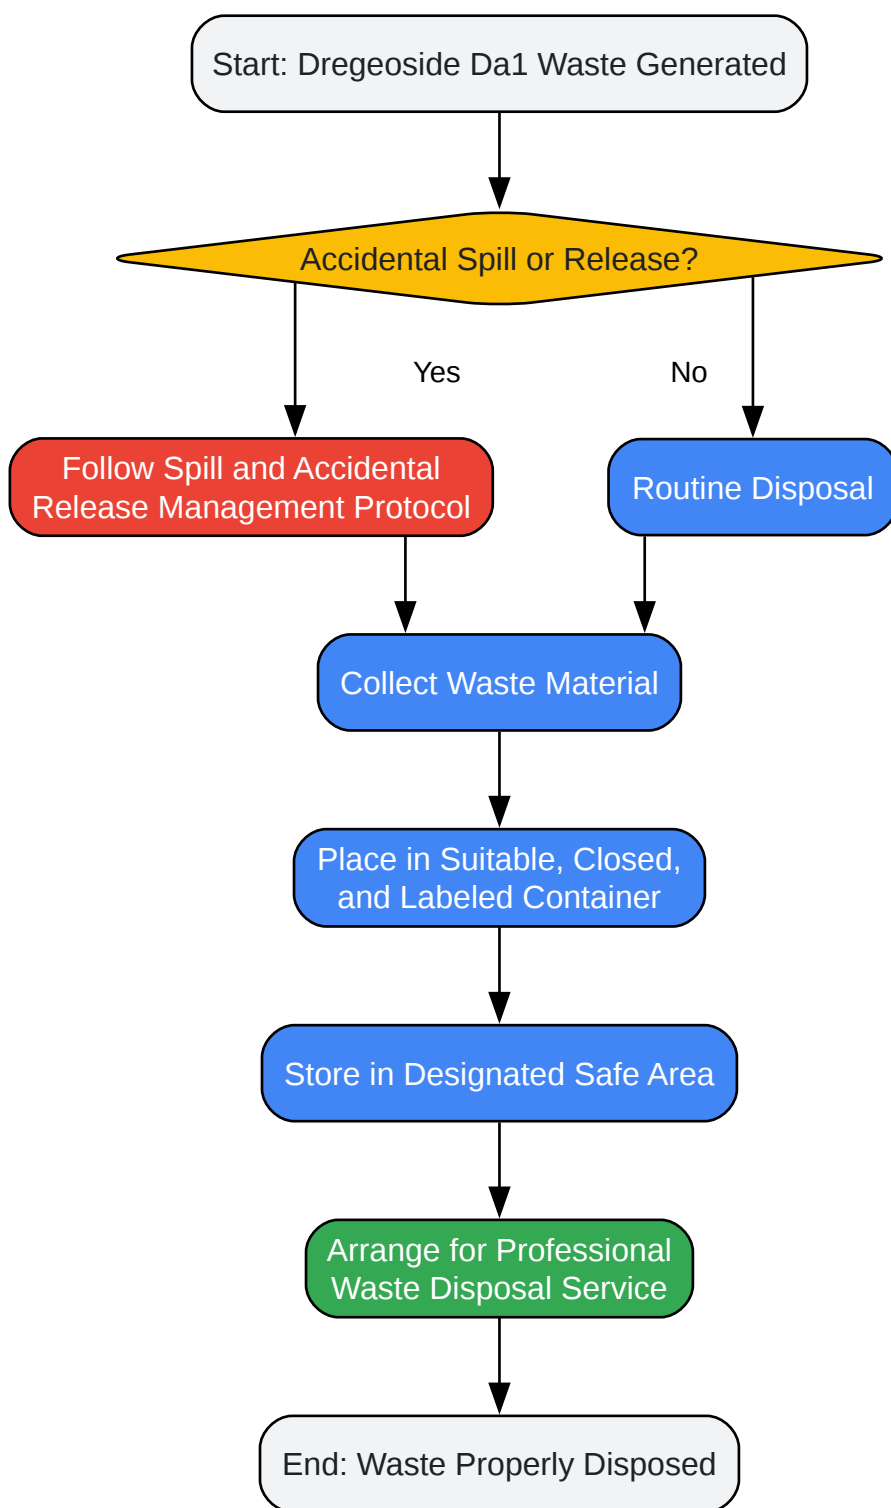 Start: Dregeoside Da1 Waste Generated
Accidental Spill or Release?
Yes
No
Follow Spill and Accidental
Release Management Protocol
Routine Disposal
Collect Waste Material
Place in Suitable, Closed,
and Labeled Container
Store in Designated Safe Area
Arrange for Professional
Waste Disposal Service
End: Waste Properly Disposed